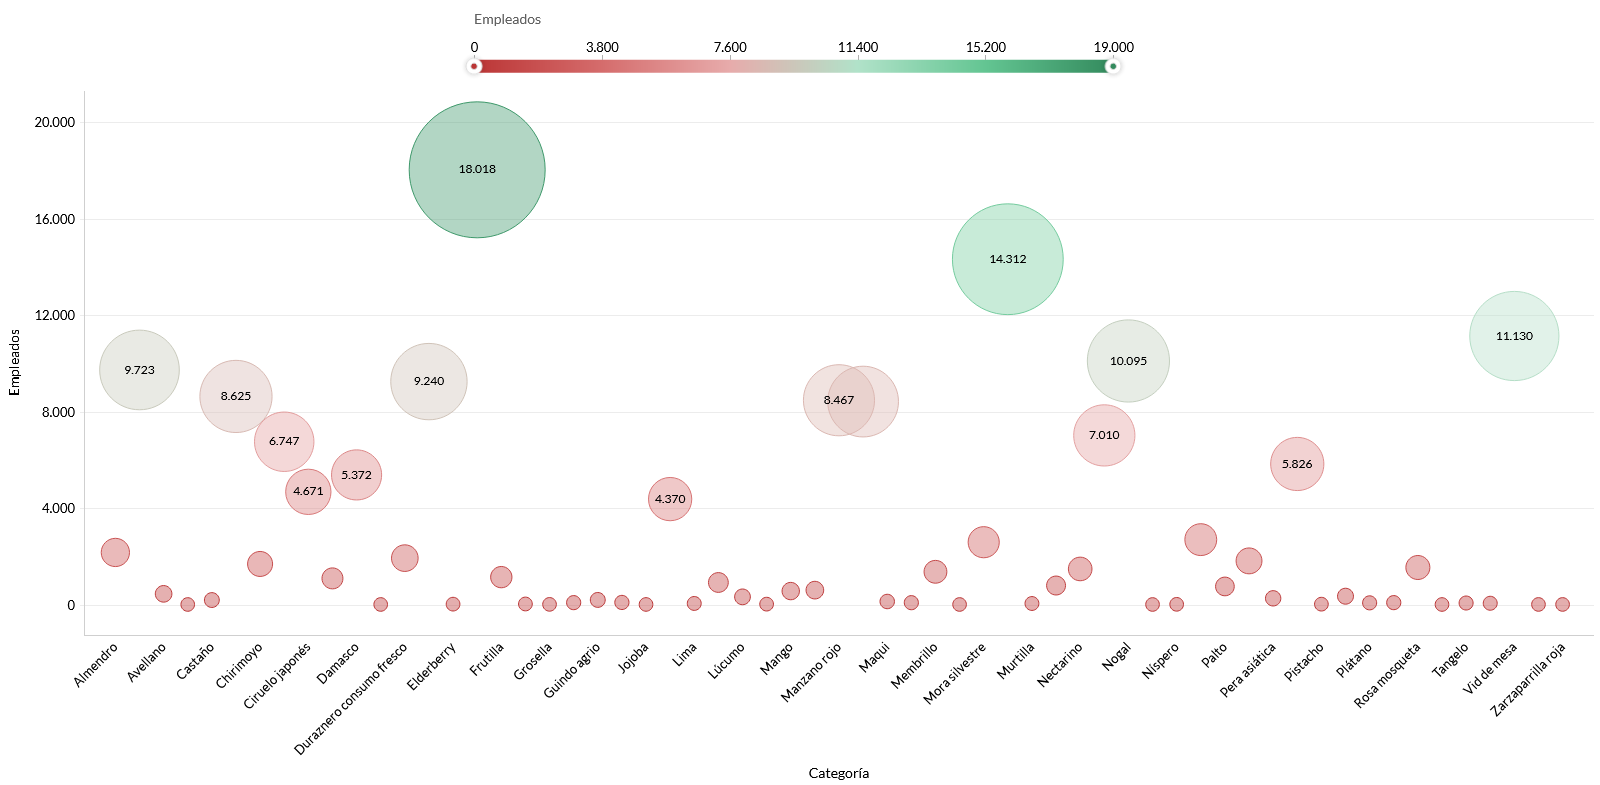 Empleados
0 3.800 7.600 11.400 15.200 19.000
20.000
16.000
12.000
8.000
4.000
0
Empleados
18.018
14.312
11.130
10.095
9.723
9.240
8.625
8.467
7.010
6.747
5.826
5.372
4.671
4.370
Almendro
Avellano
Castaño
Chirimoyo
Ciruelo japonés
Damasco
Duraznero consumo fresco
Elderberry
Frutilla
Grosella
Guindo agrio
Jojoba
Lima
Lúcumo
Mango
Manzano rojo
Maqui
Membrillo
Mora silvestre
Murtilla
Nectarino
Nogal
Níspero
Palto
Pera asiática
Pistacho
Plátano
Rosa mosqueta
Tangelo
Vid de mesa
Zarzaparrilla roja
Categoría